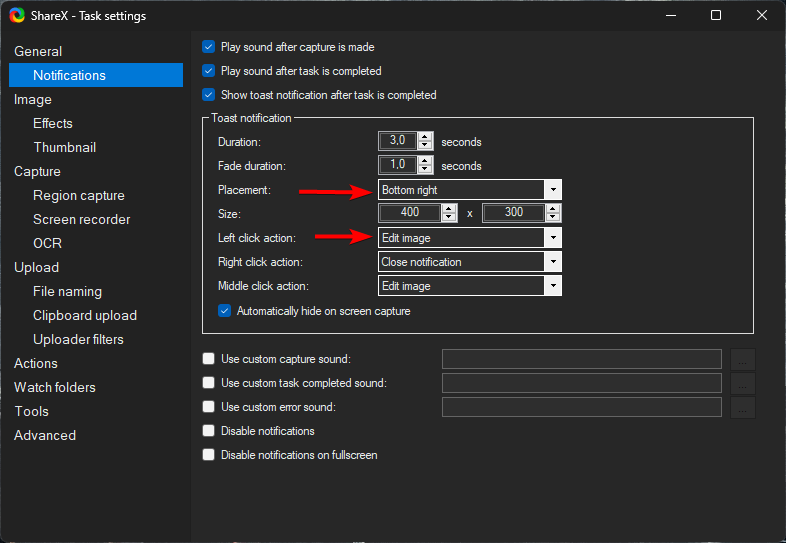 ShareX - Task settings
General
Notifications
Image
Effects
Thumbnail
Capture
Region capture
Screen recorder
OCR
Upload
File naming
Clipboard upload
Uploader filters
Actions
Watch folders
Tools
Advanced
Play sound after capture is made
Play sound after task is completed
Show toast notification after task is completed
Toast notification
Duration: 3,0 seconds
Fade duration: 1,0 seconds
Placement: Bottom right
Size: 400 x 300
Left click action: Edit image
Right click action: Close notification
Middle click action: Edit image
Automatically hide on screen capture
Use custom capture sound: ...
Use custom task completed sound: ...
Use custom error sound: ...
Disable notifications
Disable notifications on fullscreen